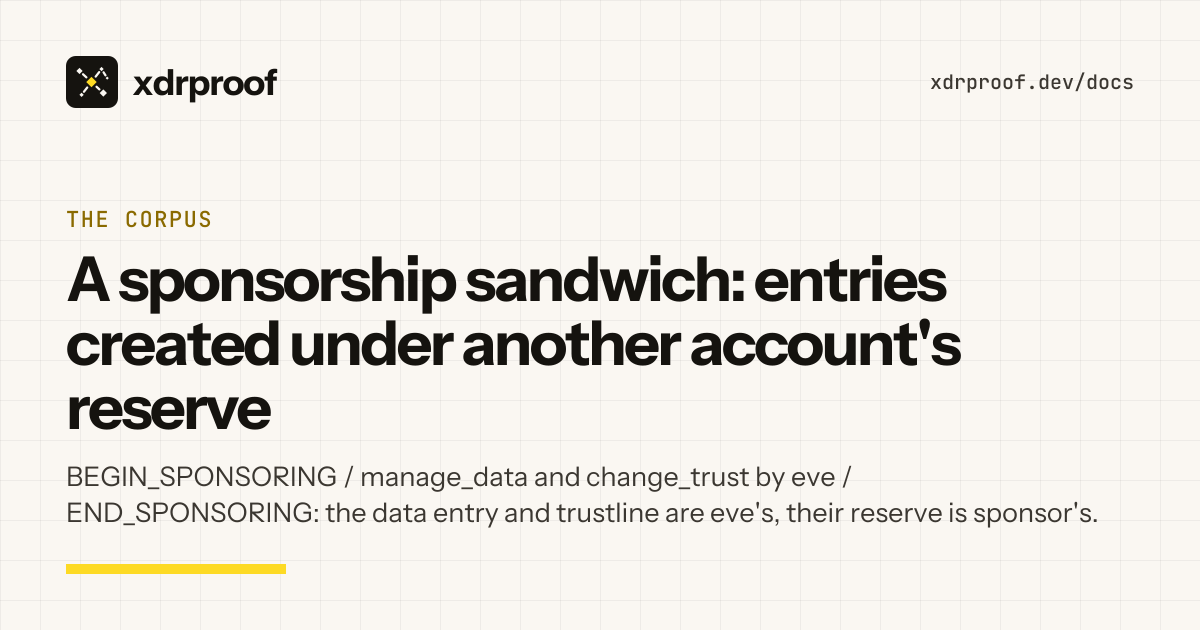 xdrproof
xdrproof.dev/docs
THE CORPUS
A sponsorship sandwich: entries
created under another account's
reserve
BEGIN_SPONSORING / manage_data and change_trust by eve /
END_SPONSORING: the data entry and trustline are eve's, their reserve is sponsor's.